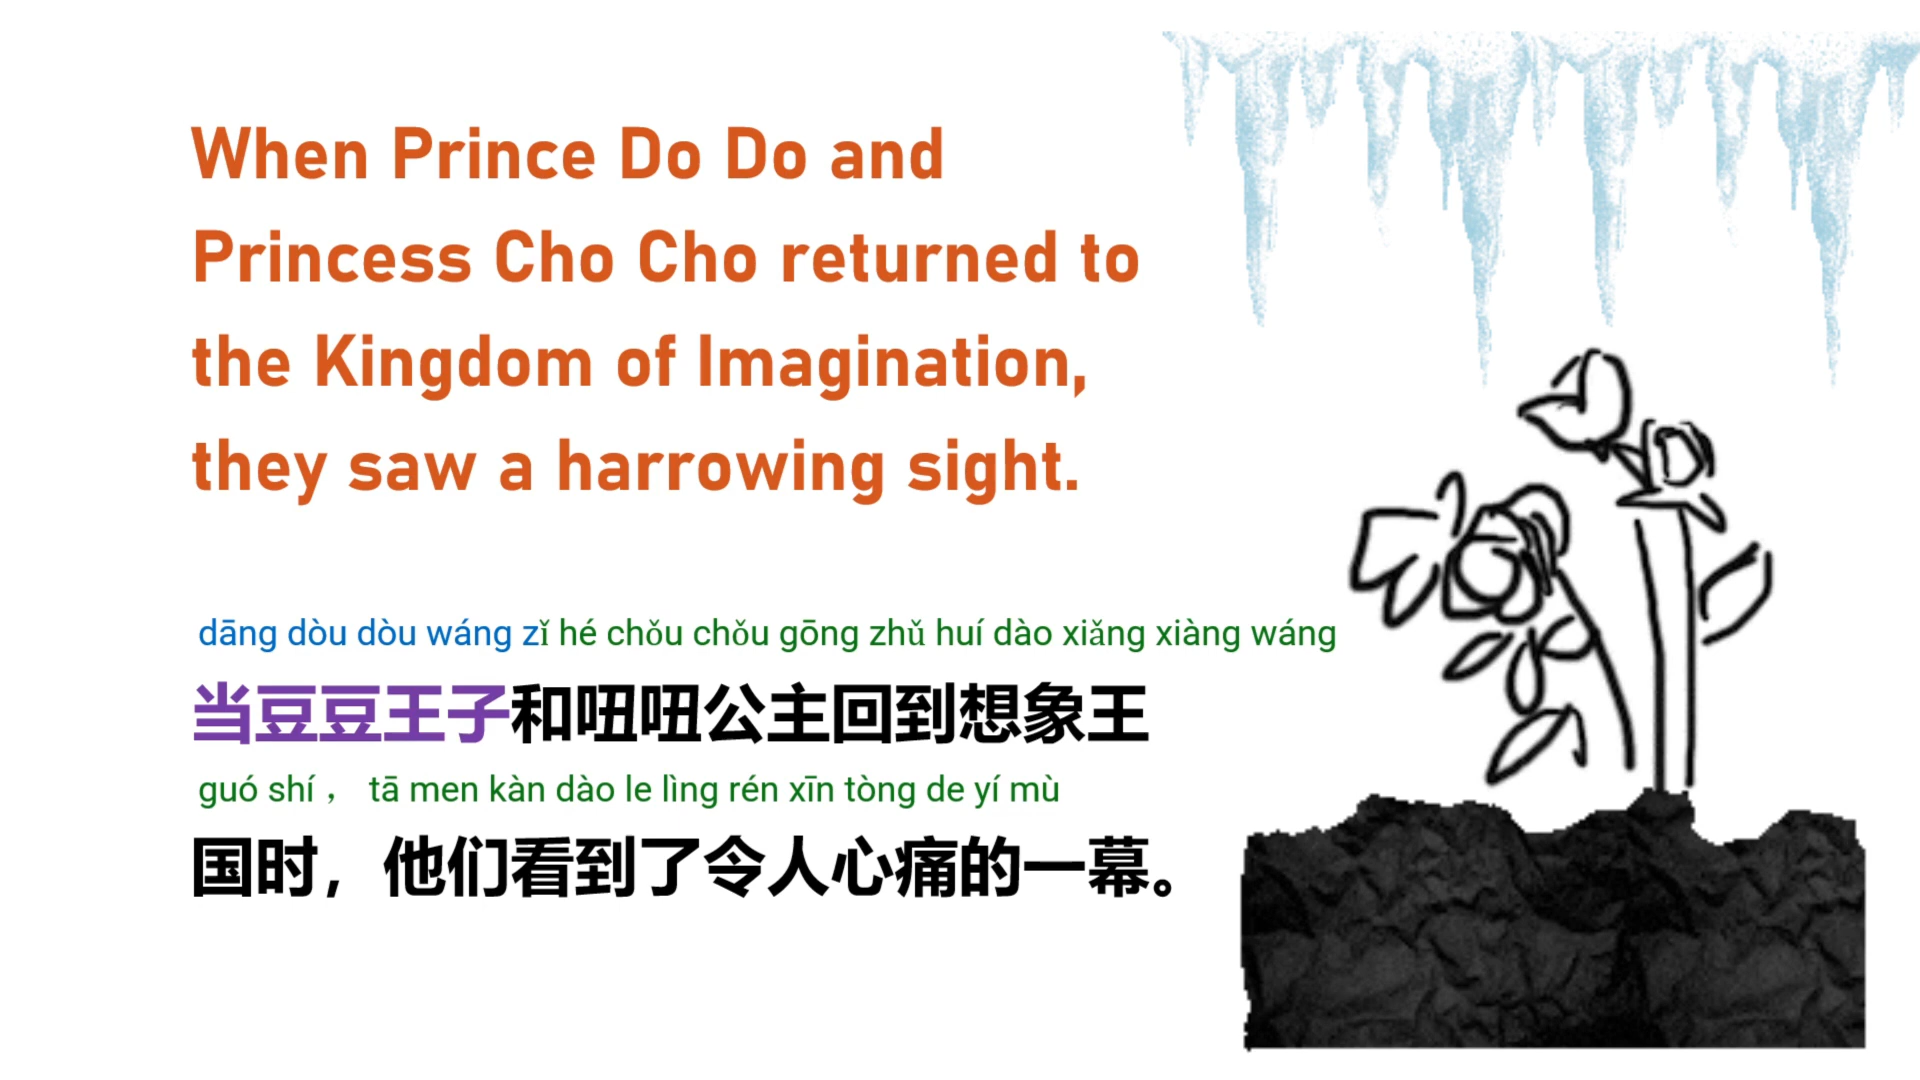 When Prince Do Do and
Princess Cho Cho returned to
the Kingdom of Imagination,
they saw a harrowing sight.
dāng dòu dòu wáng zǐ hé chǒu chǒu gōng zhǔ huí dào xiǎng xiàng wáng
当豆豆王子和吜吜公主回到想象王
guó shí， tā men kàn dào le lìng rén xīn tòng de yí mù
国时，他们看到了令人心痛的一幕。